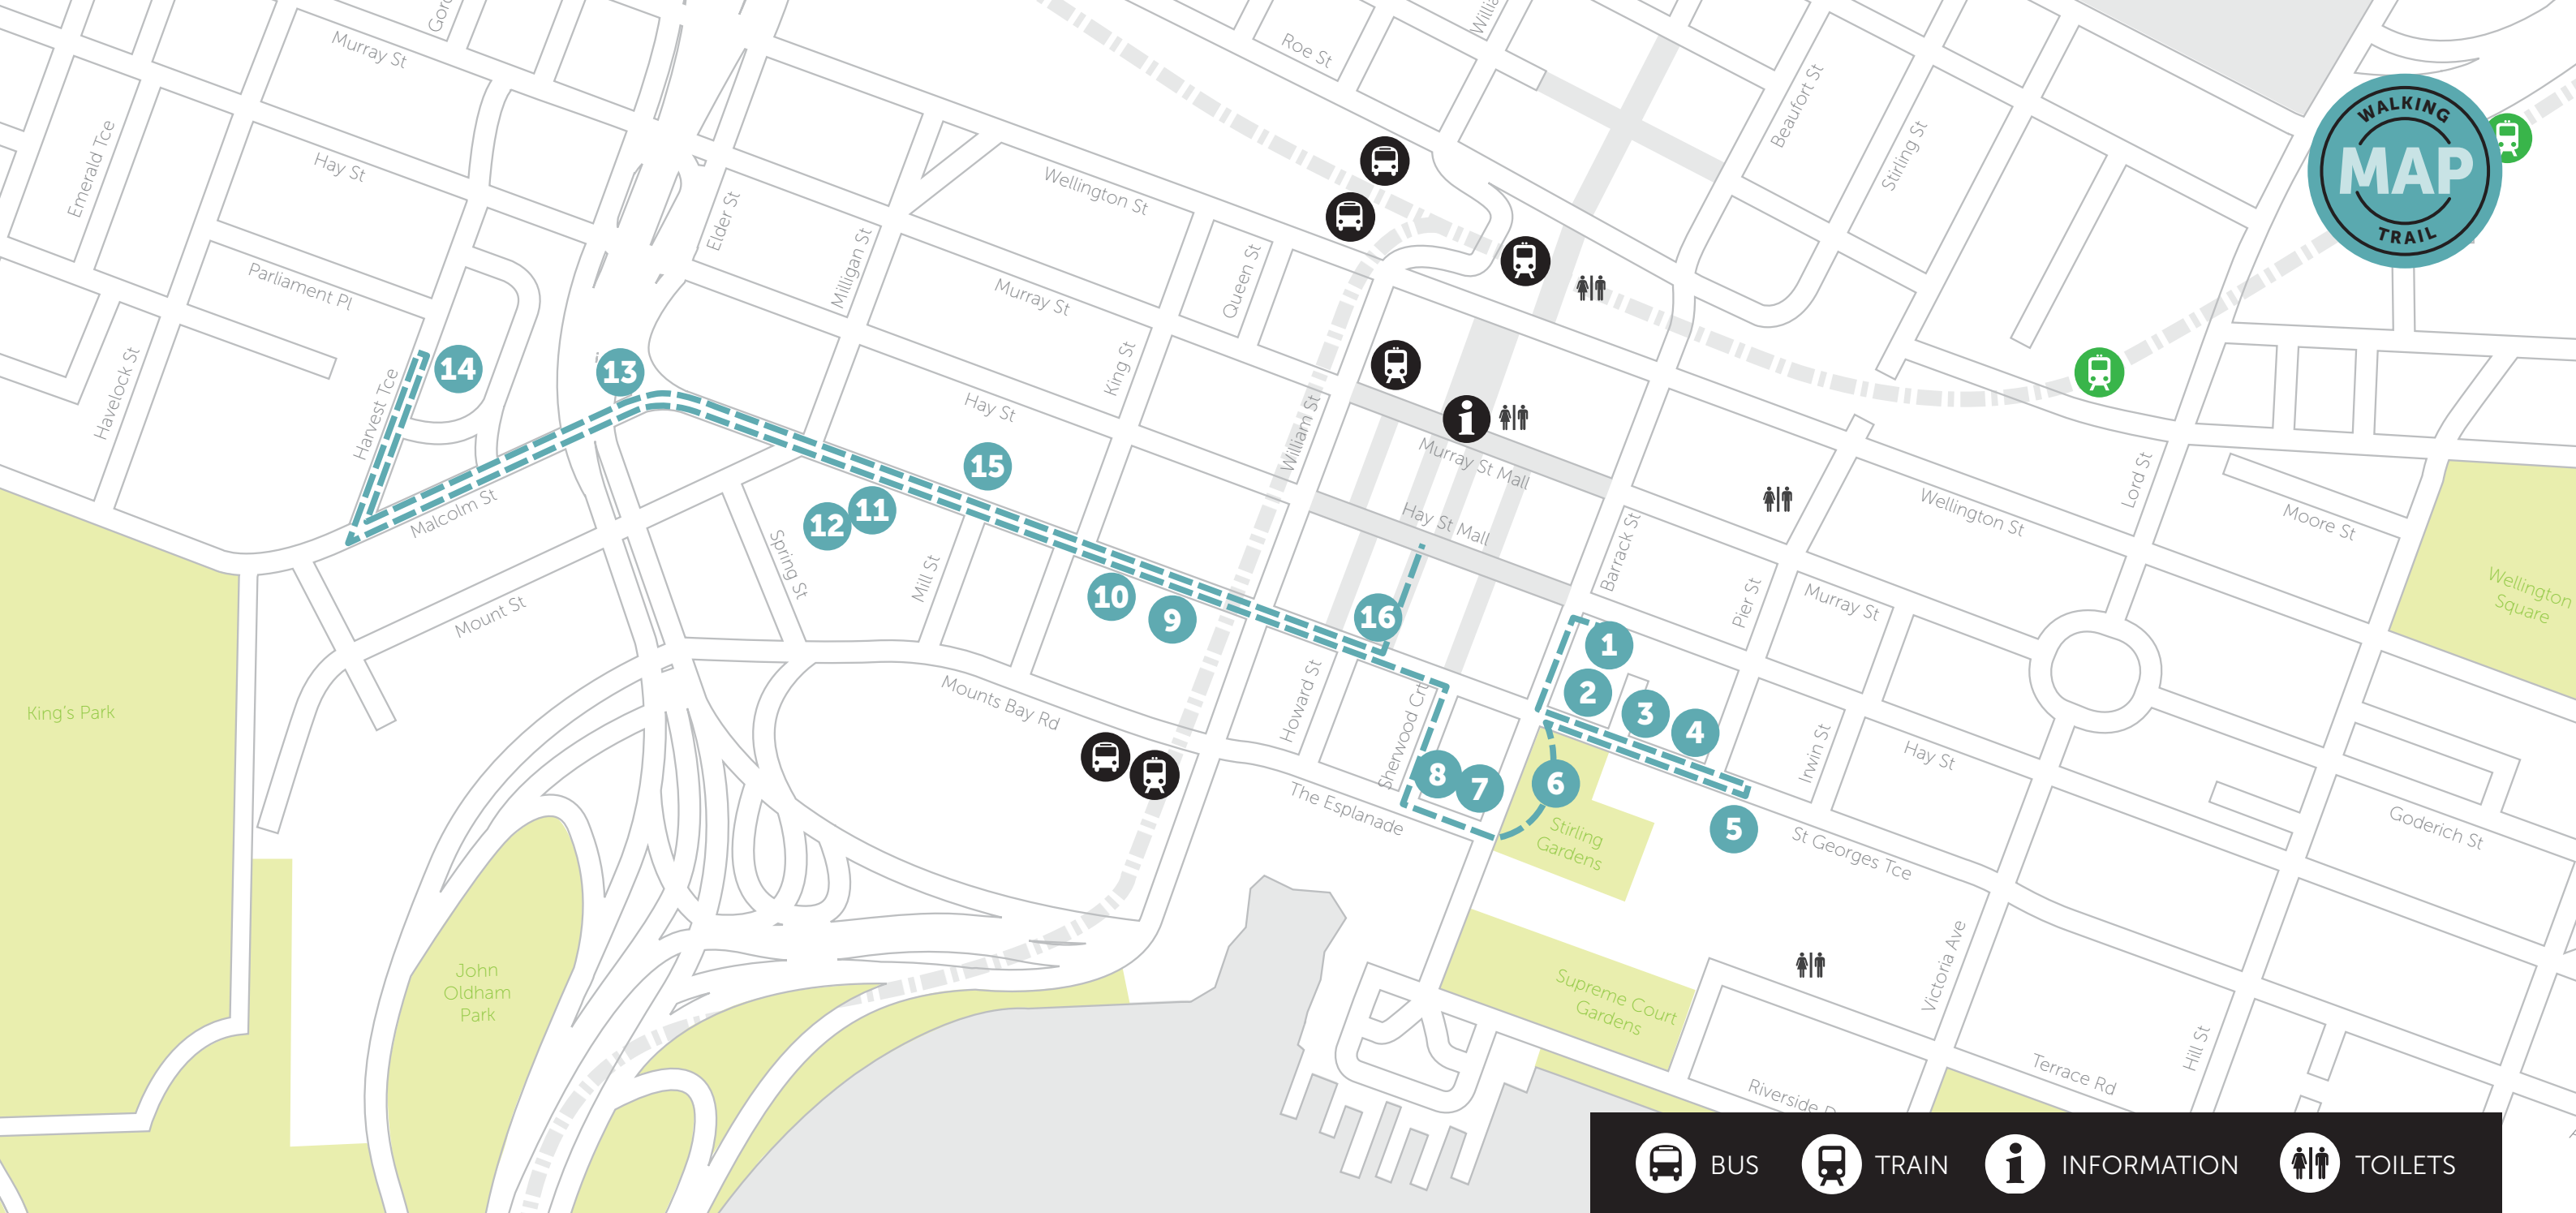 Murray St
Gord
Roe St
Willia
Beaufort St
Stirling St
WALKING
MAP
TRAIL
Emerald Tce
Hay St
Elder St
Milligan St
Wellington St
Queen St
Parliament Pl
Murray St
14
13
Havelock St
Harvest Tce
King St
Hay St
William St
i
Murray St Mall
Hay St Mall
Barrack St
Wellington St
Lord St
Moore St
Malcolm St
15
12
11
Spring St
Mill St
Mount St
10
9
16
1
2
3
4
5
6
7
8
Pier St
Murray St
Wellington
Square
King's Park
Mounts Bay Rd
Howard St
Sherwood Crt
The Esplanade
Stirling
Gardens
Irwin St
Hay St
St Georges Tce
Goderich St
John
Oldham
Park
Supreme Court
Gardens
Victoria Ave
Hill St
Terrace Rd
Riverside D
BUS
TRAIN
i
INFORMATION
TOILETS